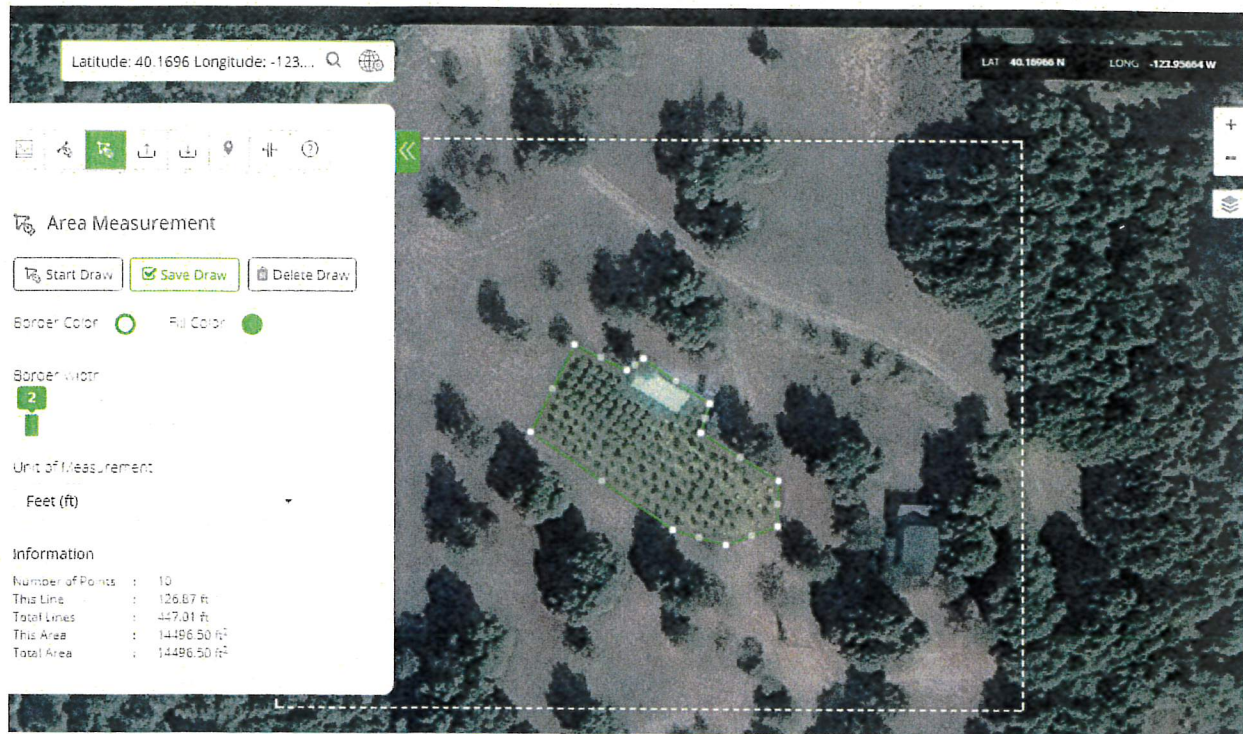 Latitude: 40.1696 Longitude: -123....
LAT 40.16966 N LONG -123.95664 W
Area Measurement
Start Draw
Save Draw
Delete Draw
Border Color
Fill Color
Border Width
2
Unit of Measurement
Feet (ft)
Information
Number of Points : 10
This Line : 126.87 ft
Total Lines : 447.01 ft
This Area : 14496.50 ft²
Total Area : 14496.50 ft²